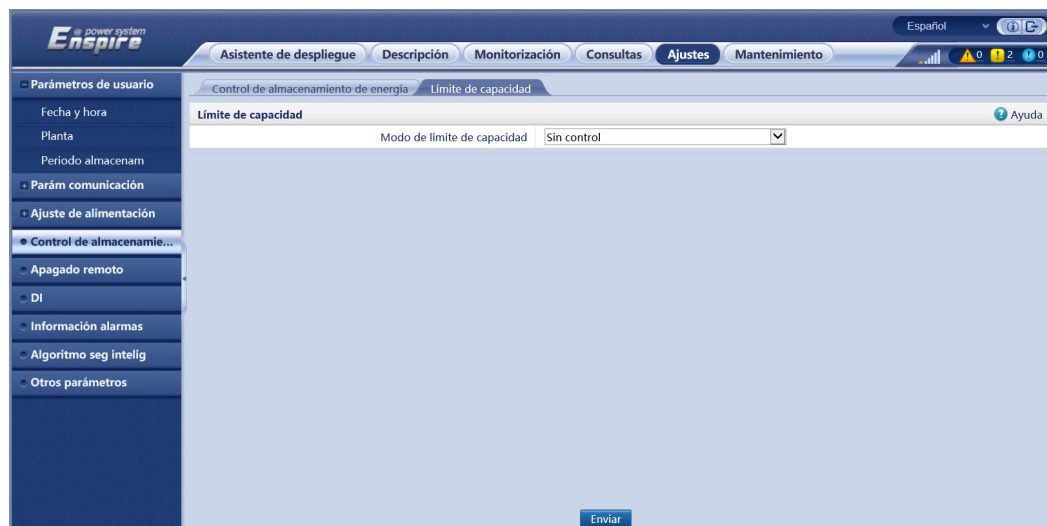 e power system
Enspire
Español
Asistente de despliegue Descripción Monitorización Consultas Ajustes Mantenimiento
0 2 0
Parámetros de usuario
Fecha y hora
Planta
Periodo almacenam
Parám comunicación
Ajuste de alimentación
Control de almacenamie...
Apagado remoto
DI
Información alarmas
Algoritmo seg intelig
Otros parámetros
Control de almacenamiento de energía Límite de capacidad
Límite de capacidad Ayuda
Modo de límite de capacidad Sin control
Enviar